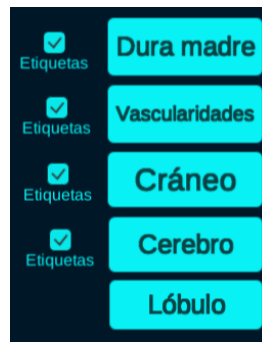 Dura madre
Etiquetas
Vascularidades
Etiquetas
Cráneo
Etiquetas
Cerebro
Etiquetas
Lóbulo